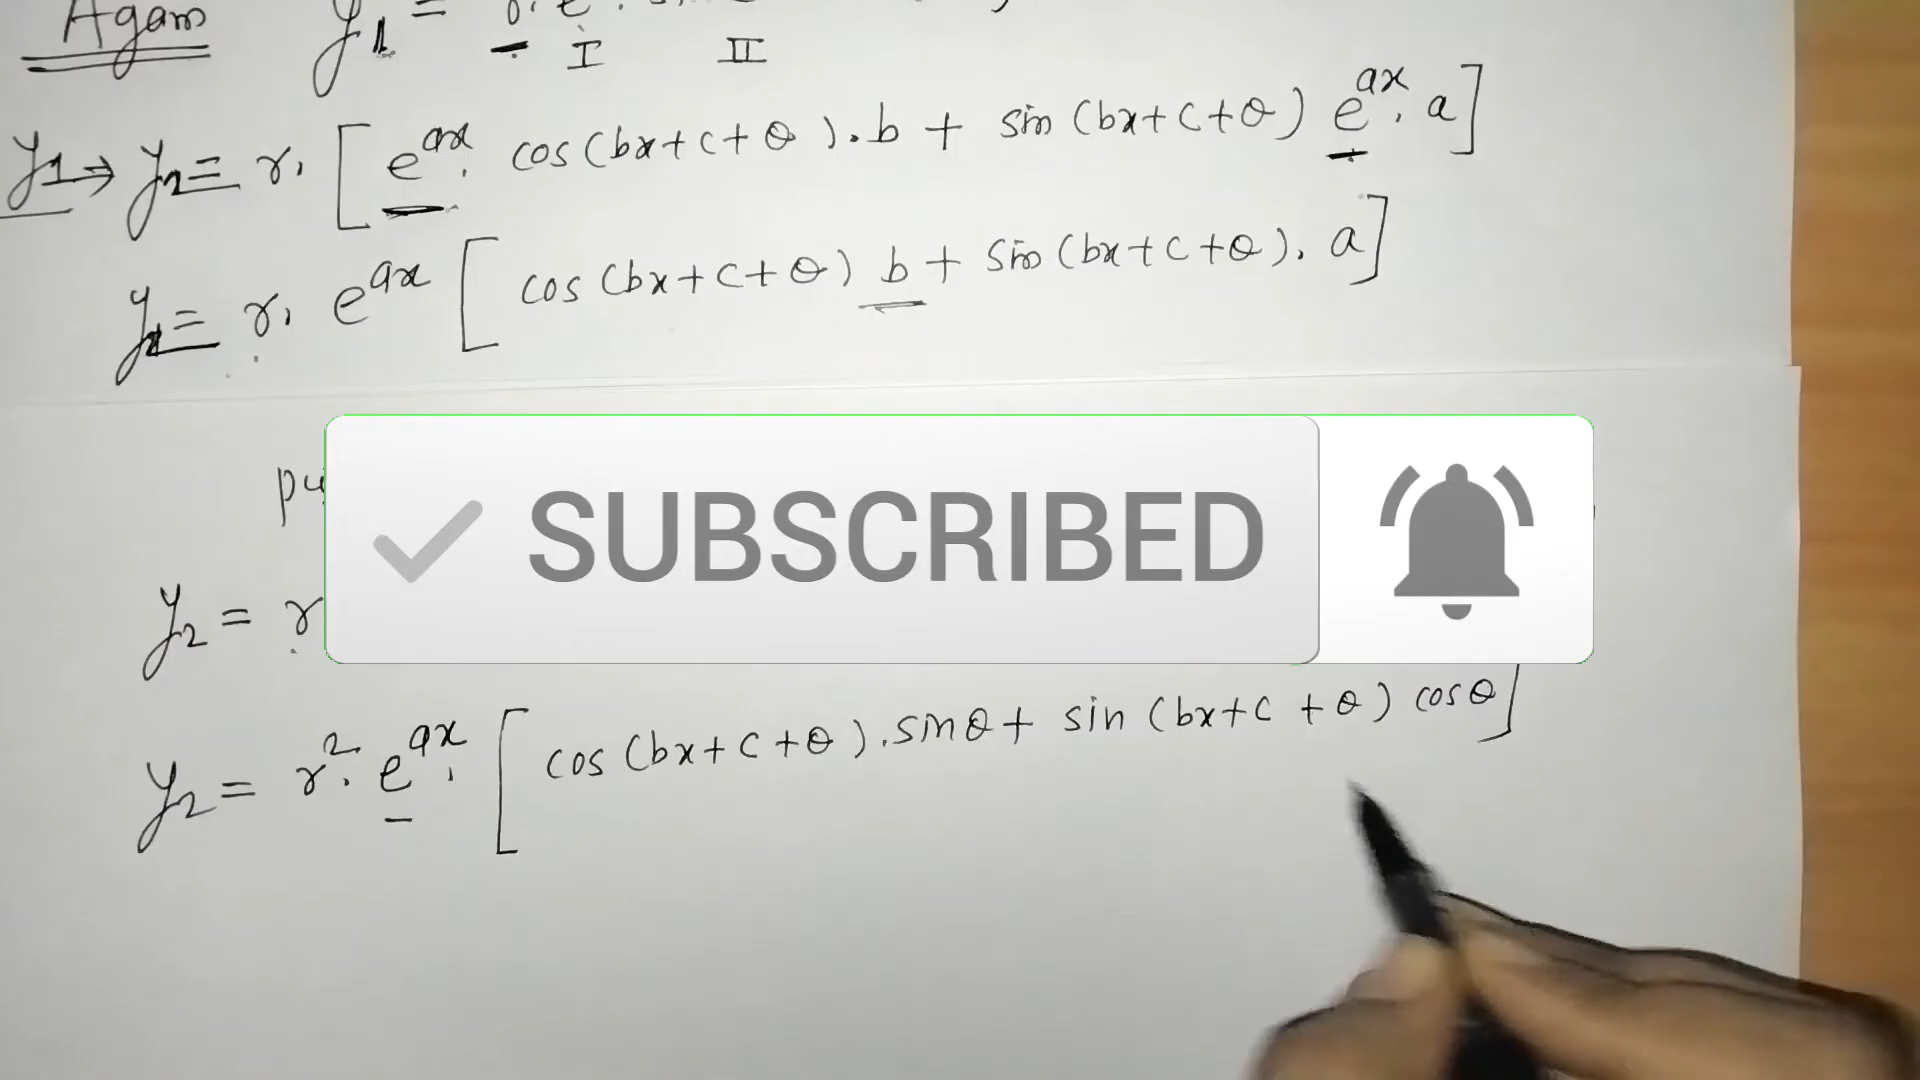 Again y₁ =
I II
y₁ ⇒ y₂ = r. [e^ax. cos(bx+c+θ).b + sin(bx+c+θ) e^ax. a]
y₂ = r. e^ax [cos(bx+c+θ) b + sin(bx+c+θ). a]
SUBSCRIBED
y₂ = r
y₂ = r². e^ax. [cos(bx+c+θ).sinθ + sin(bx+c+θ) cosθ]